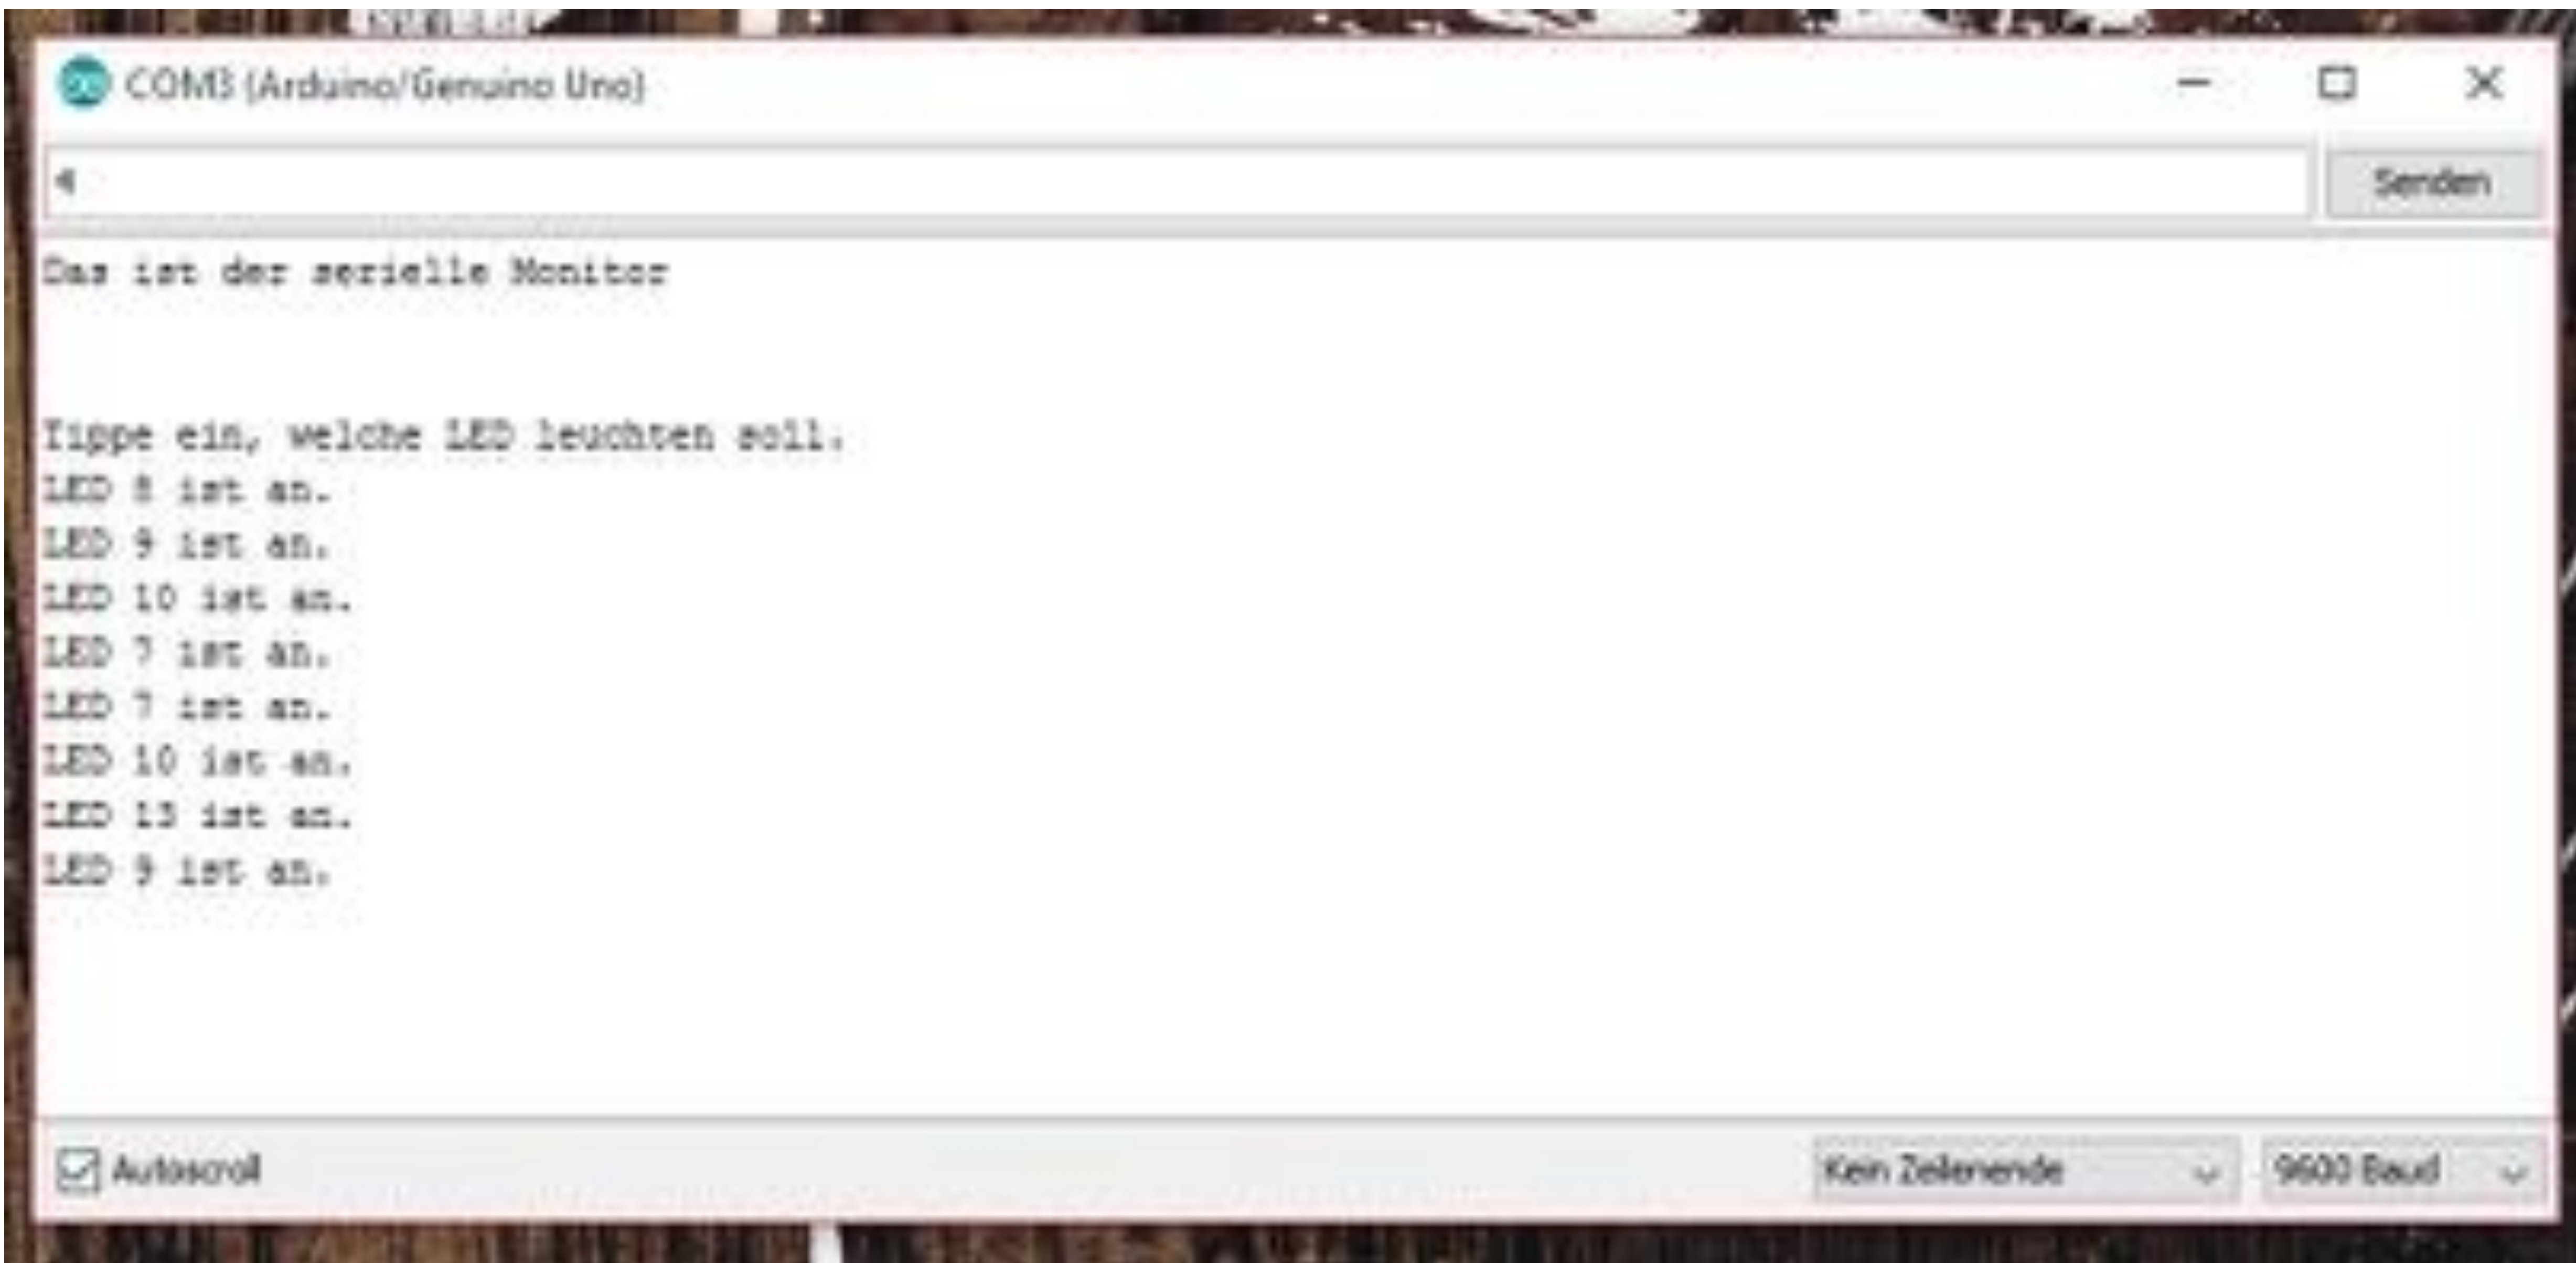 COM3 (Arduino/Genuino Uno)
4
Senden
Das ist der serielle Monitor
Tippe ein, welche LED leuchten soll.
LED 8 ist an.
LED 9 ist an.
LED 10 ist an.
LED 7 ist an.
LED 7 ist an.
LED 10 ist an.
LED 13 ist an.
LED 9 ist an.
Autoscroll
Kein Zeilenende
9600 Baud